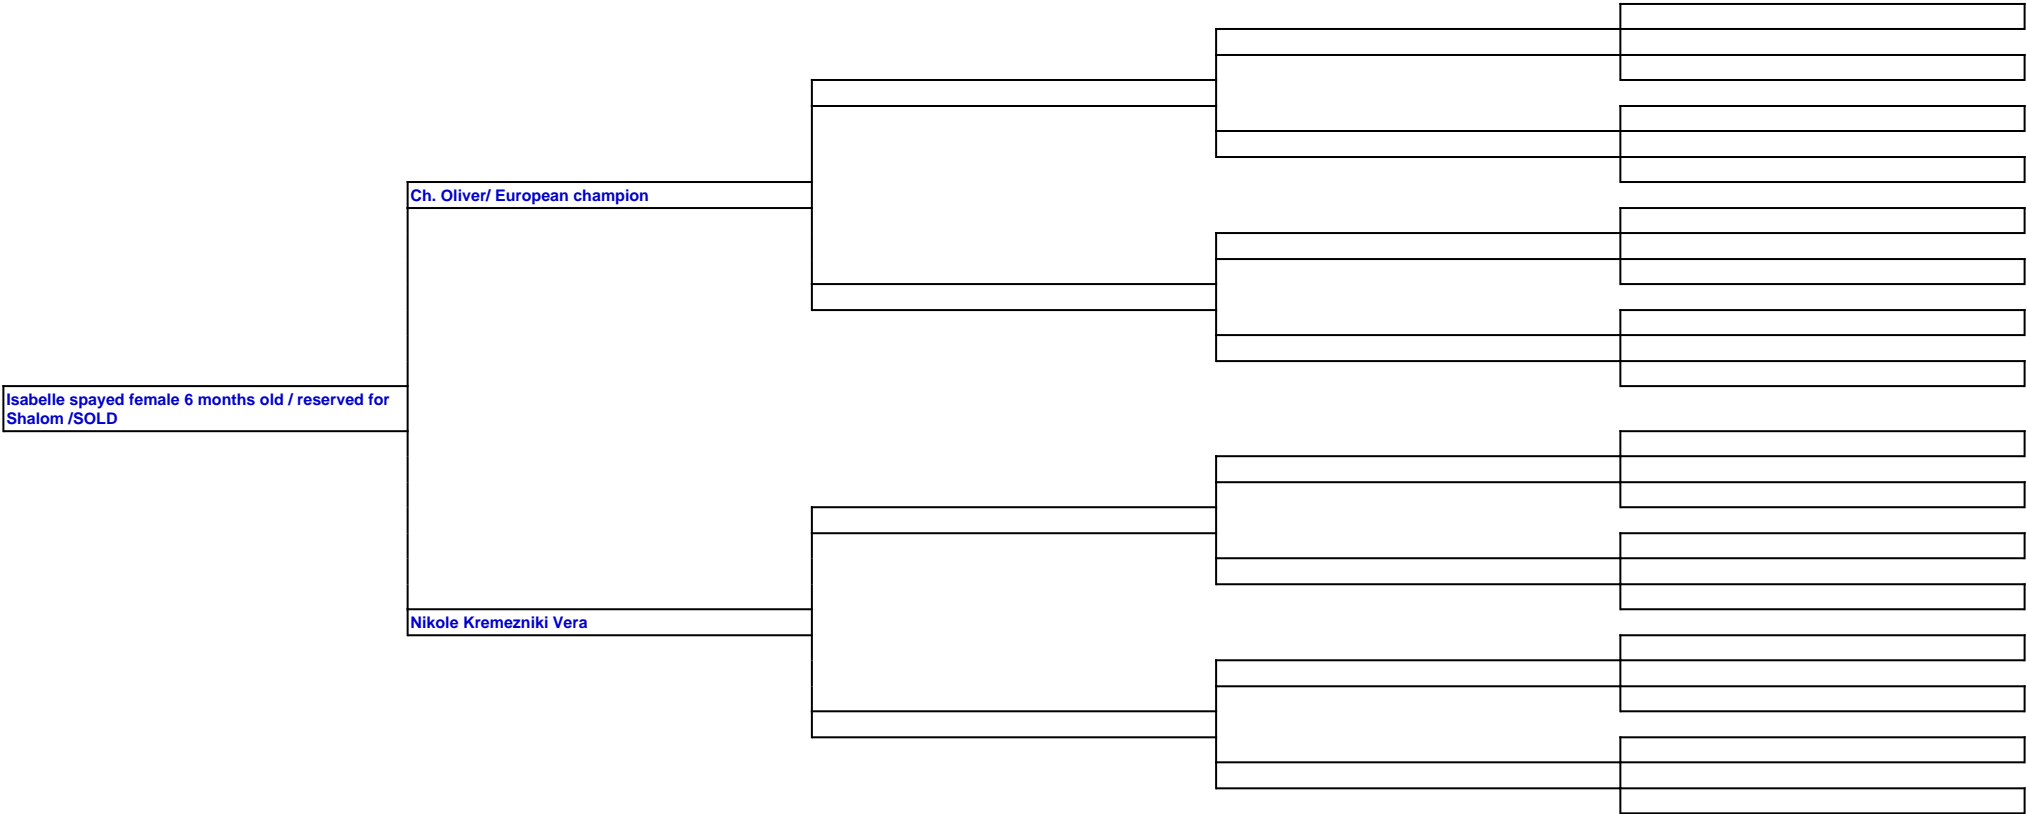 Ch. Oliver/ European champion
Isabelle spayed female 6 months old / reserved for
Shalom /SOLD
Nikole Kremezniki Vera